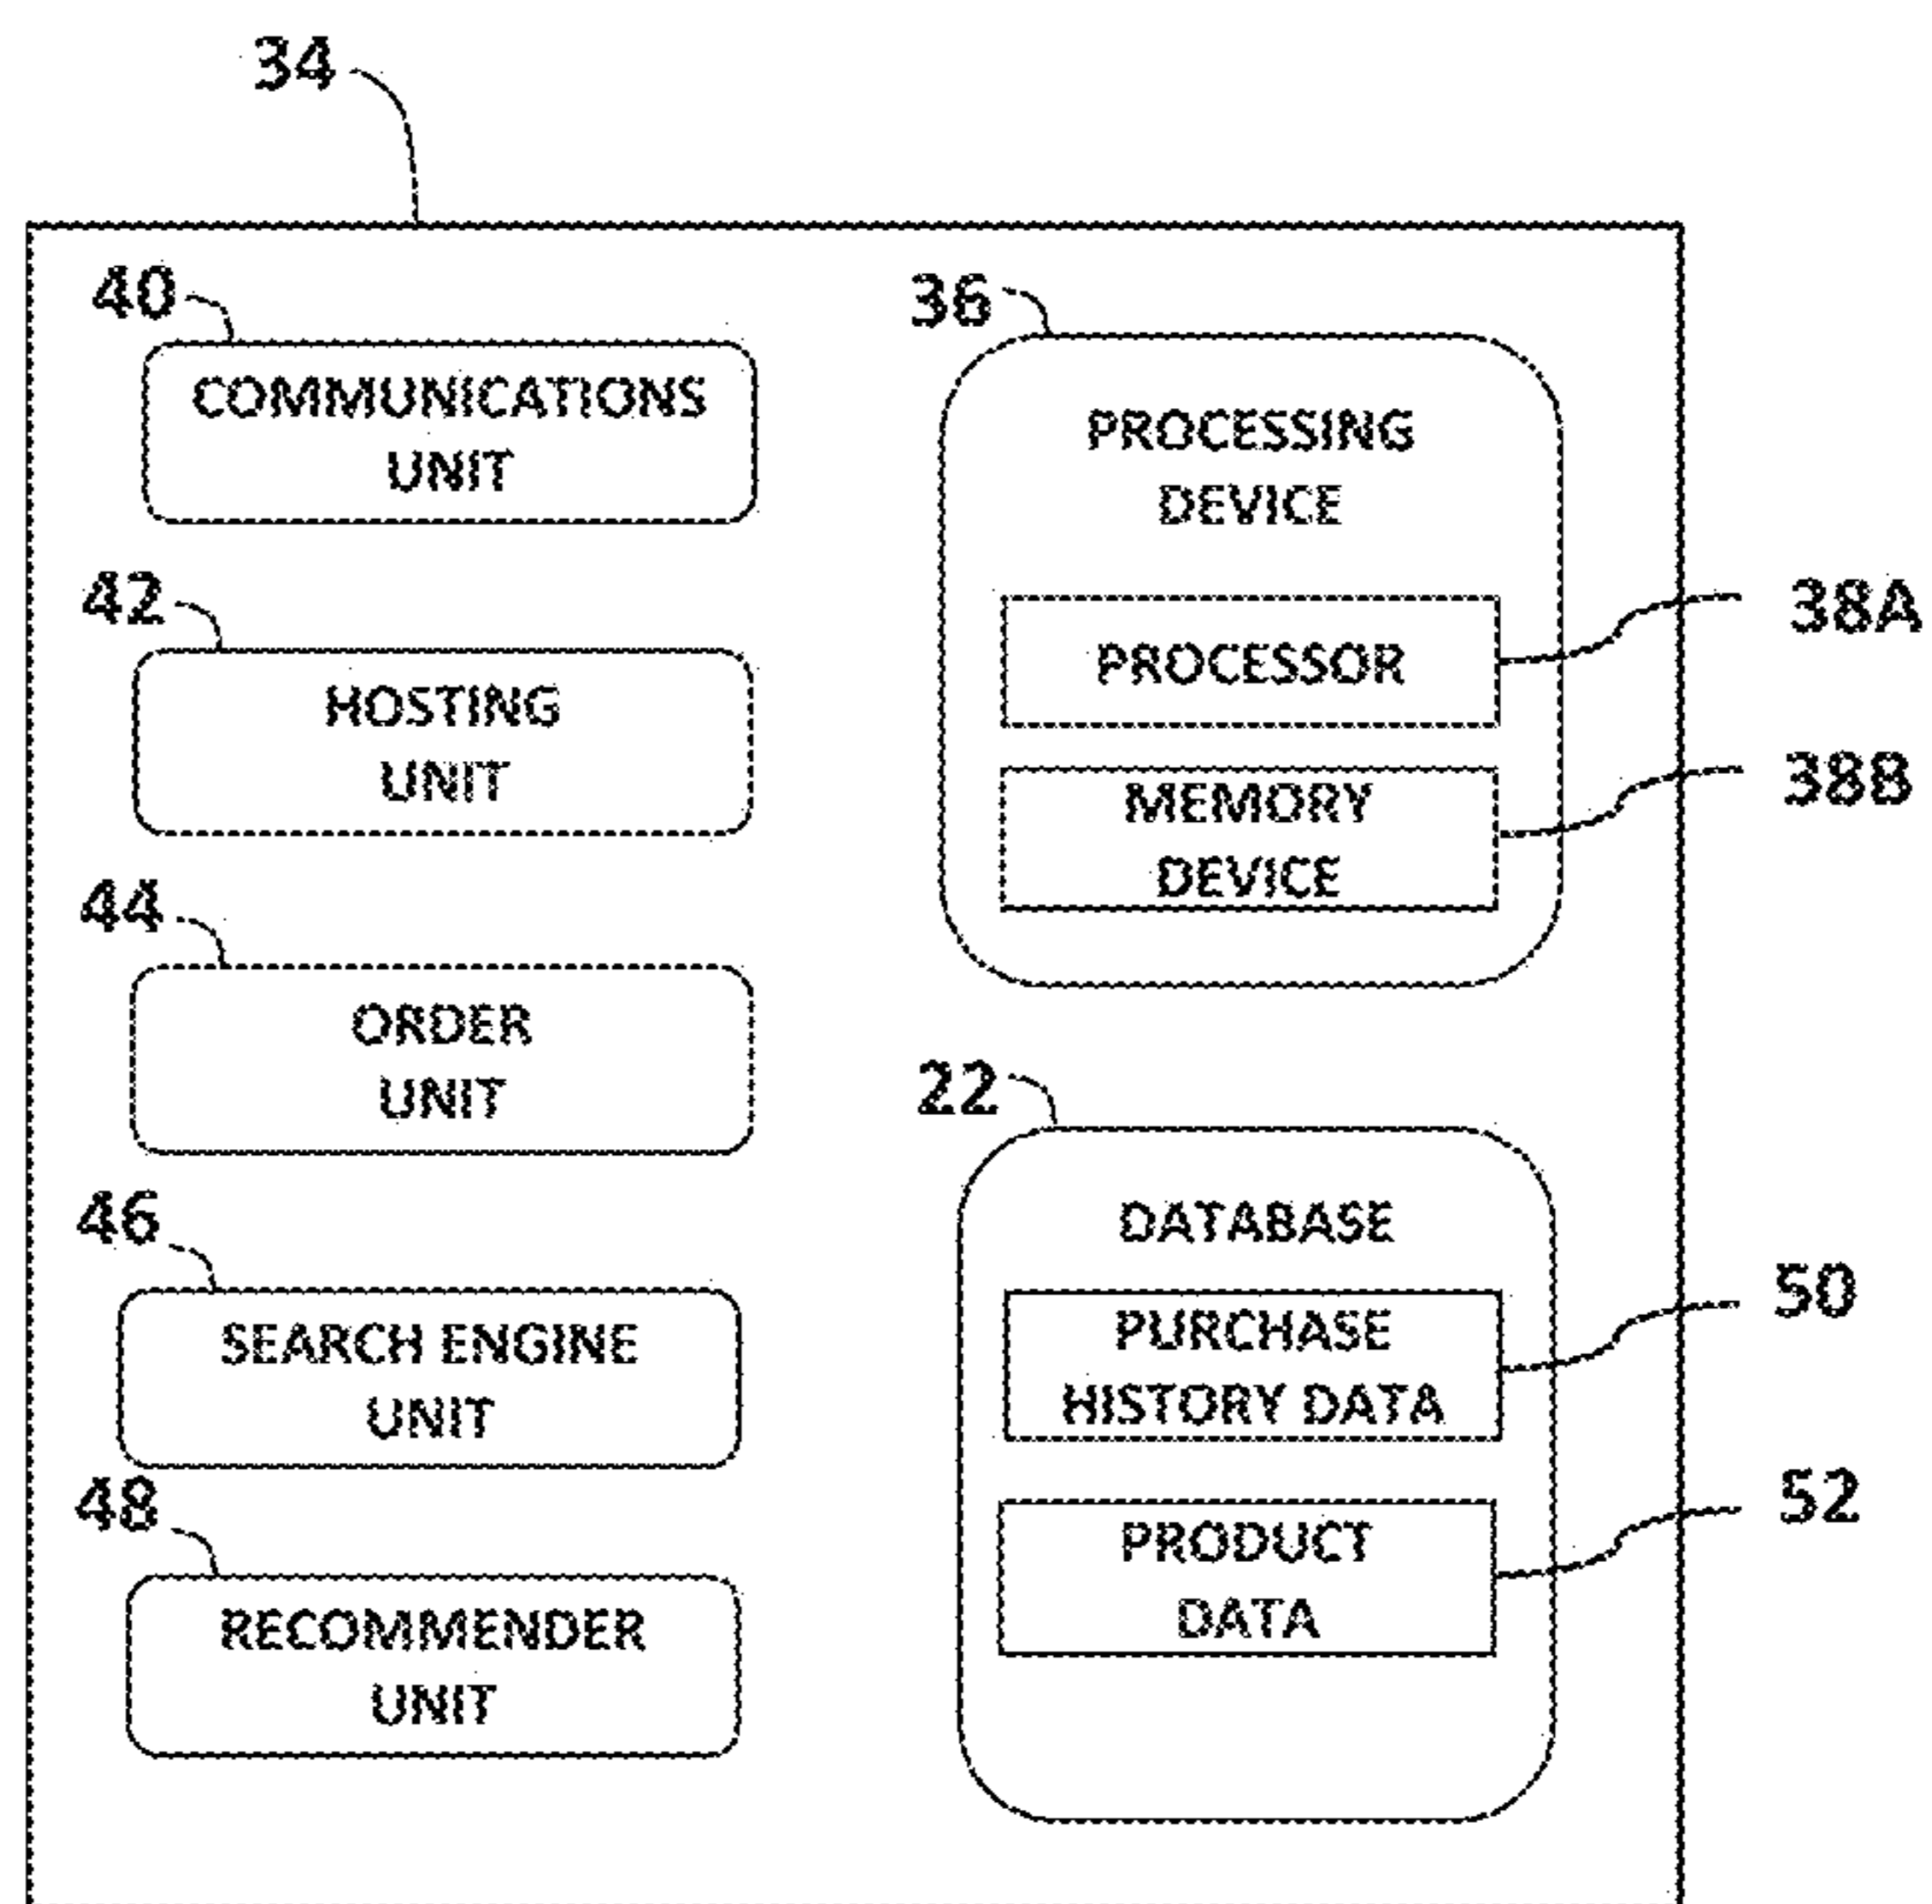 34
40
COMMUNICATIONS
UNIT
42
HOSTING
UNIT
44
ORDER
UNIT
46
SEARCH ENGINE
UNIT
48
RECOMMENDER
UNIT
36
PROCESSING
DEVICE
PROCESSOR
38A
MEMORY
DEVICE
38B
22
DATABASE
PURCHASE
HISTORY DATA
50
PRODUCT
DATA
52